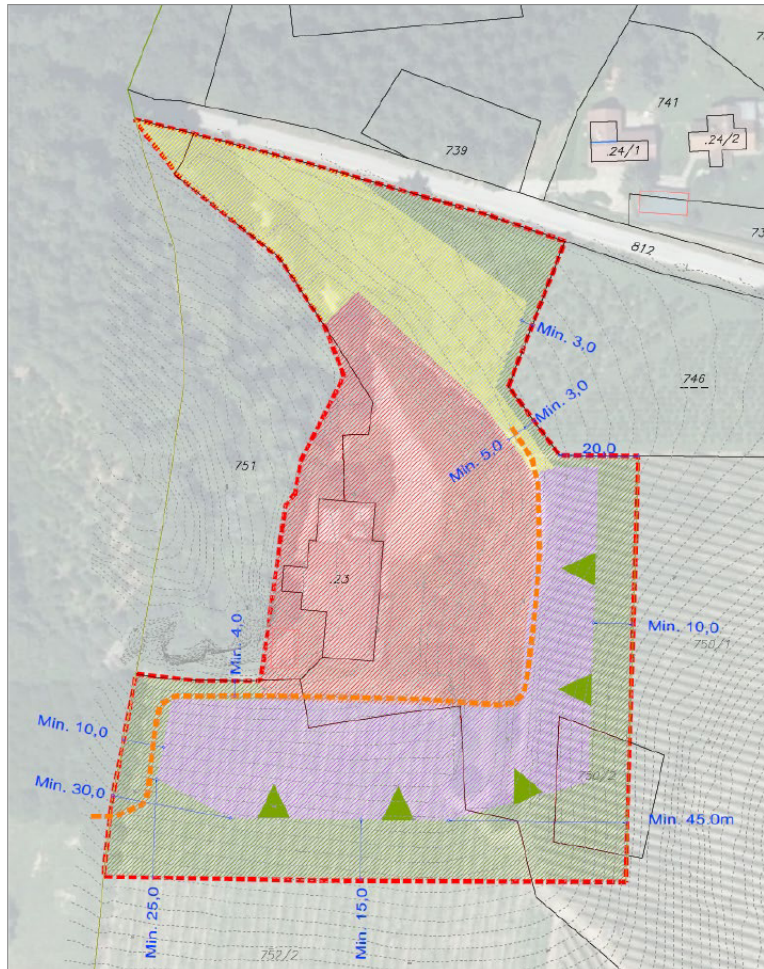 741
.24/2
.24/1
739
812
Min. 3,0
746
Min. 3,0
Min. 5,0
20,0
751
.23
Min. 4,0
Min. 10,0
750/1
Min. 10,0
750/2
Min. 30,0
Min. 45.0m
Min. 25,0
Min. 15,0
752/2